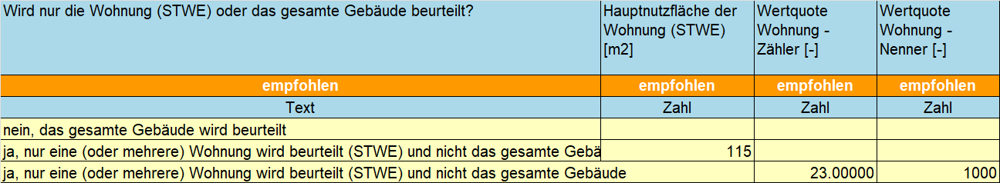 Wird nur die Wohnung (STWE) oder das gesamte Gebäude beurteilt?
Hauptnutzfläche der
Wohnung (STWE)
[m2]
Wertquote
Wohnung -
Zähler [-]
Wertquote
Wohnung -
Nenner [-]
empfohlen empfohlen empfohlen empfohlen
Text Zahl Zahl Zahl
nein, das gesamte Gebäude wird beurteilt
ja, nur eine (oder mehrere) Wohnung wird beurteilt (STWE) und nicht das gesamte Gebä 115
ja, nur eine (oder mehrere) Wohnung wird beurteilt (STWE) und nicht das gesamte Gebäude 23.00000 1000